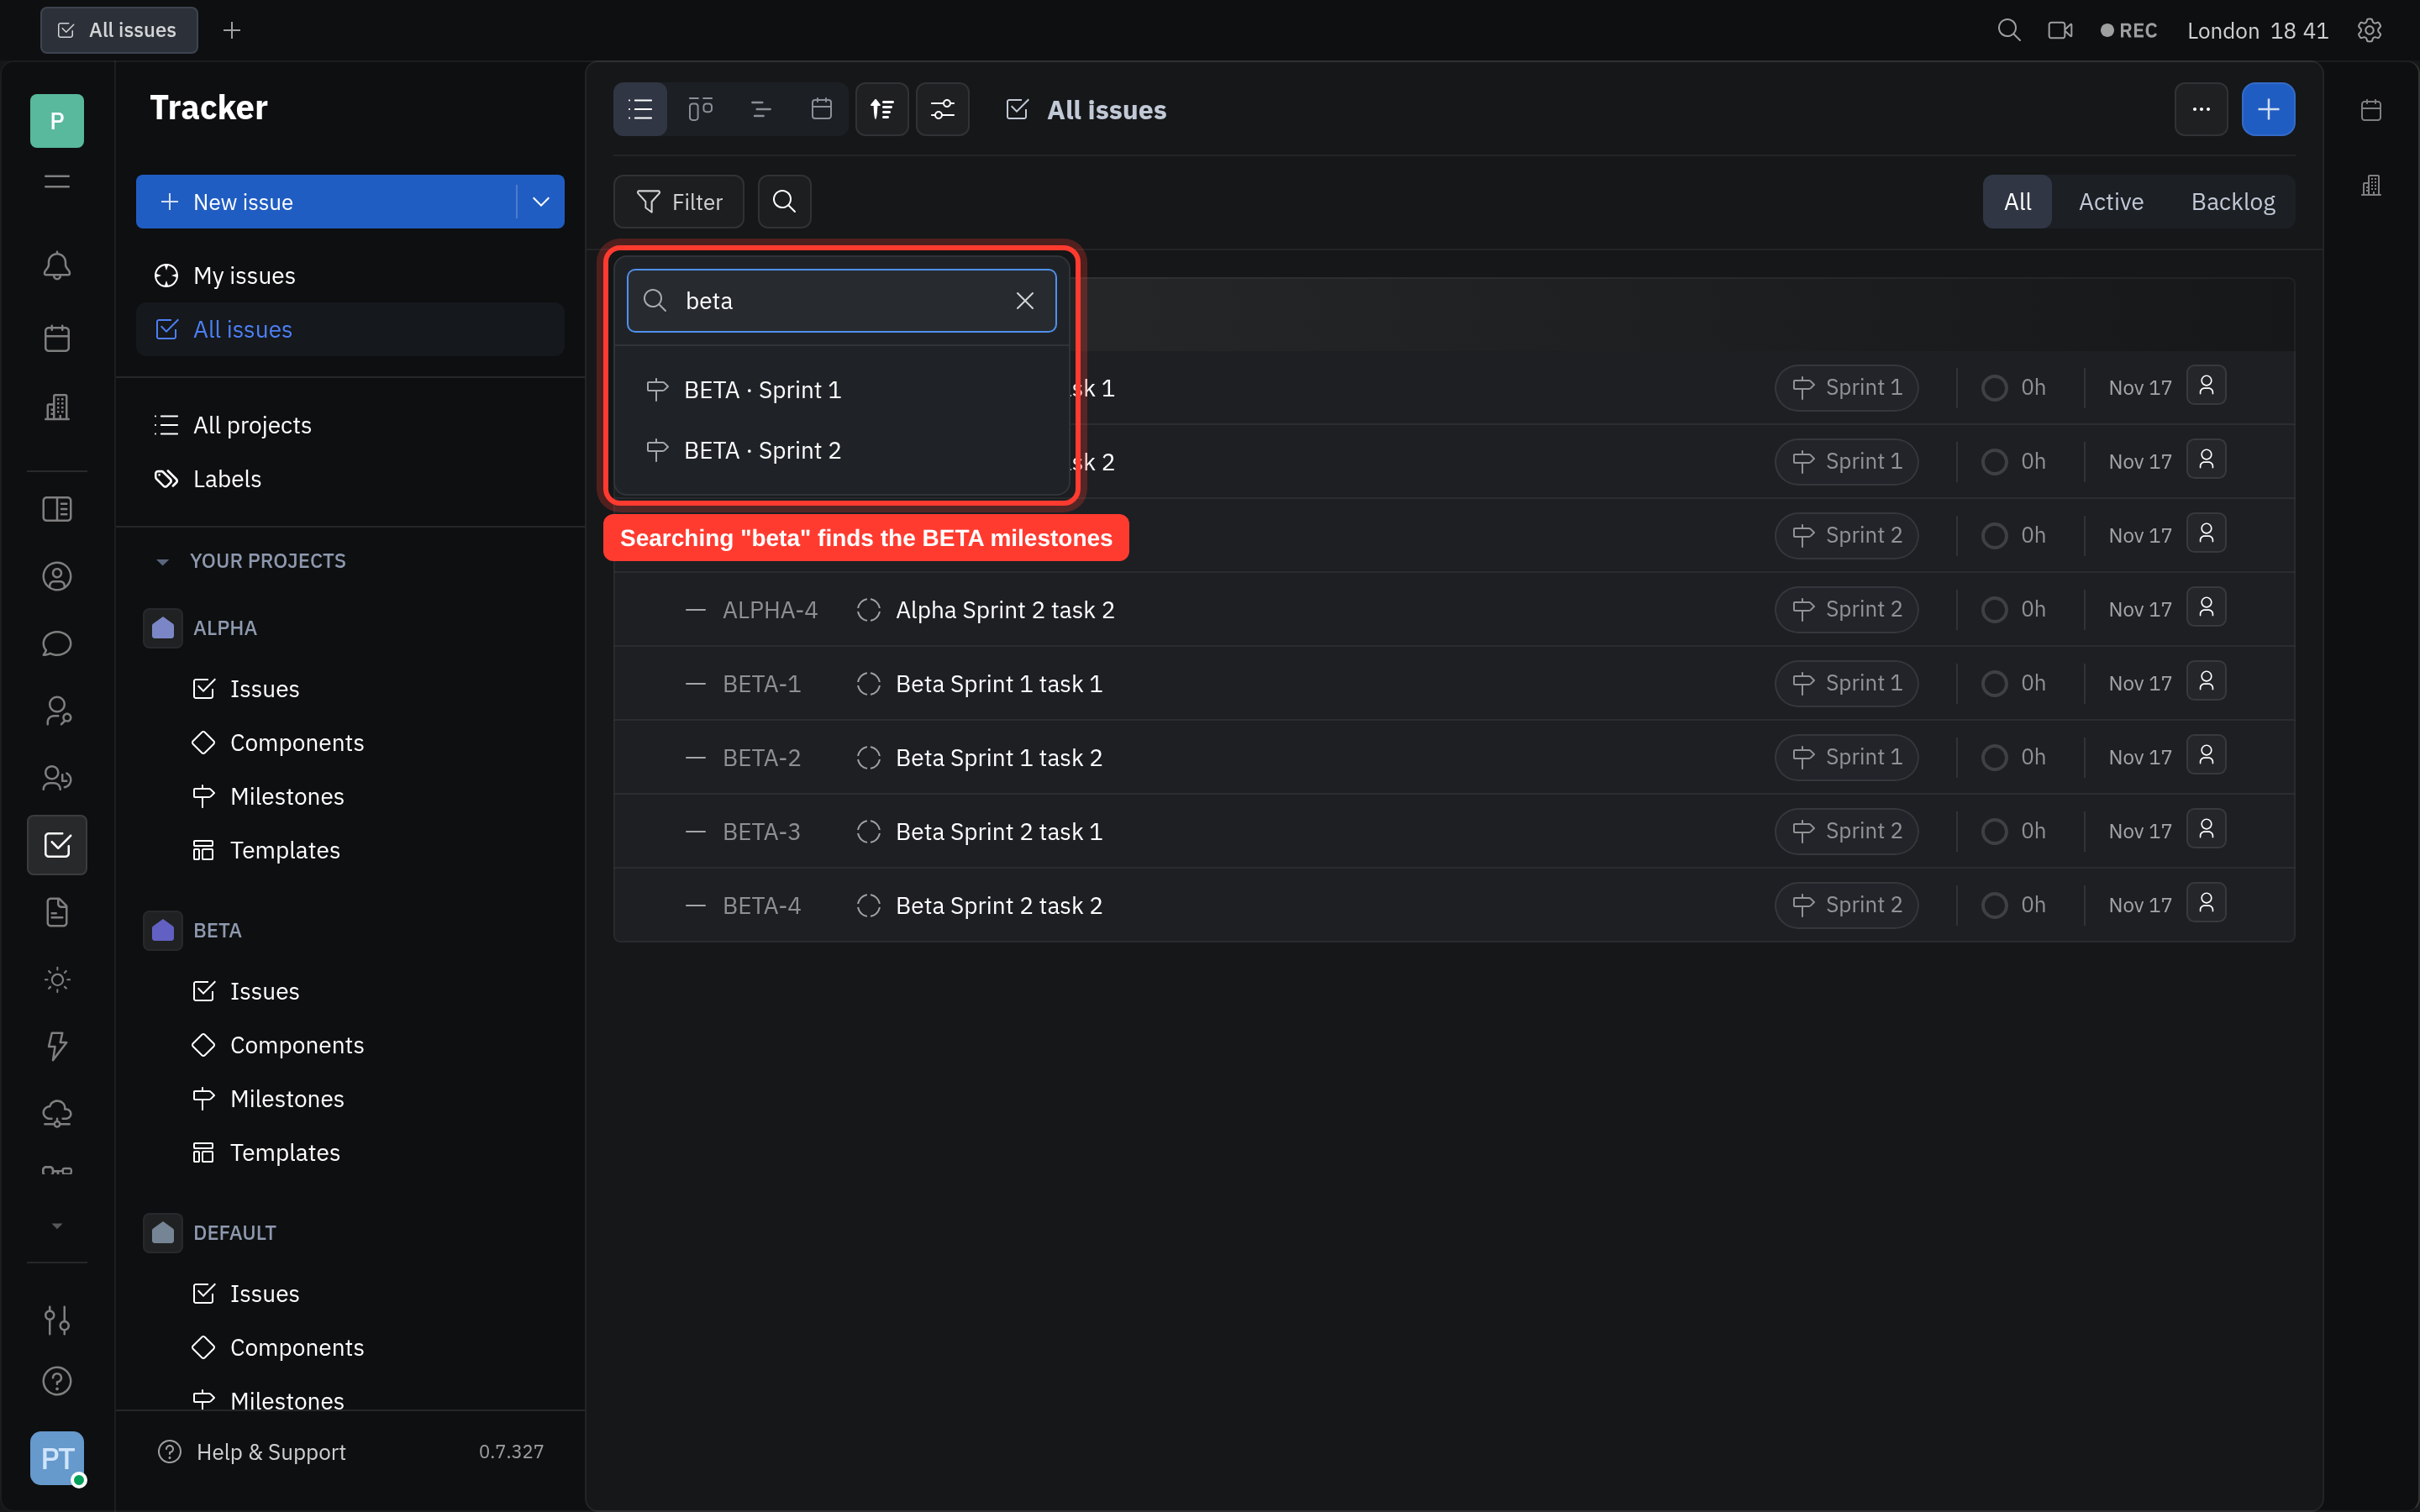 All issues
REC
London 18 41
P
Tracker
All issues
New issue
Filter
All
Active
Backlog
My issues
All issues
beta
BETA · Sprint 1
sk 1
Sprint 1
0h
Nov 17
All projects
BETA · Sprint 2
sk 2
Sprint 1
0h
Nov 17
Labels
Searching "beta" finds the BETA milestones
Sprint 2
0h
Nov 17
YOUR PROJECTS
ALPHA
ALPHA-4
Alpha Sprint 2 task 2
Sprint 2
0h
Nov 17
Issues
BETA-1
Beta Sprint 1 task 1
Sprint 1
0h
Nov 17
Components
BETA-2
Beta Sprint 1 task 2
Sprint 1
0h
Nov 17
Milestones
BETA-3
Beta Sprint 2 task 1
Sprint 2
0h
Nov 17
Templates
BETA-4
Beta Sprint 2 task 2
Sprint 2
0h
Nov 17
BETA
Issues
Components
Milestones
Templates
DEFAULT
Issues
Components
Milestones
PT
Help & Support
0.7.327